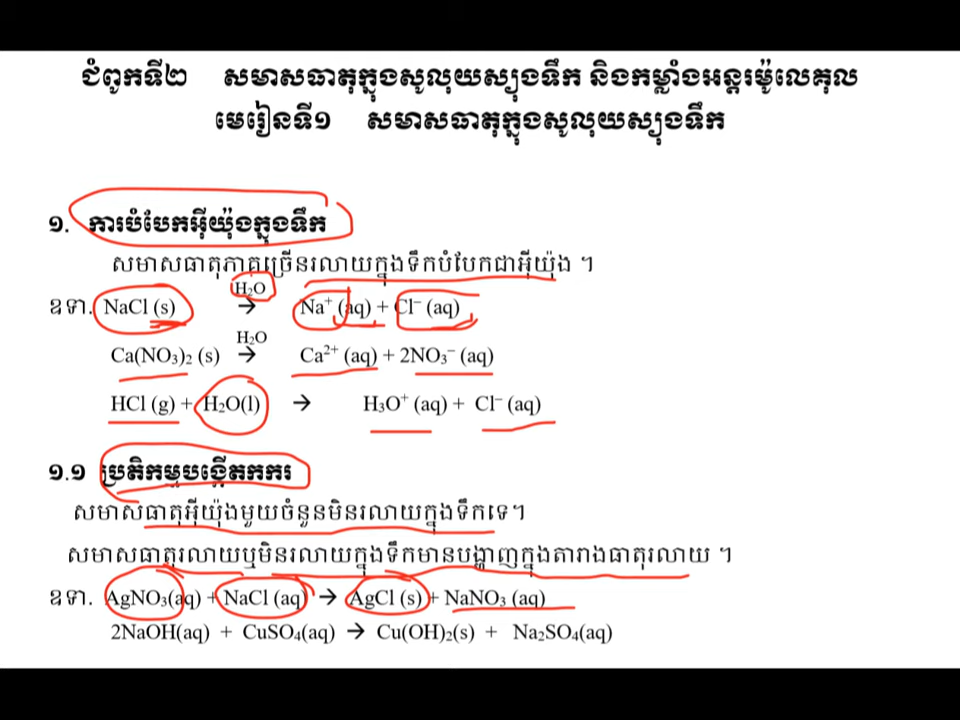 ជំពូកទី២ សមាសធាតុក្នុងសូលុយស្យុងទឹក និងកម្លាំងអន្តរម៉ូលេគុល
មេរៀនទី១ សមាសធាតុក្នុងសូលុយស្យុងទឹក
១. ការបំបែកអ៊ីយ៉ុងក្នុងទឹក
សមាសធាតុភាគច្រើនរលាយក្នុងទឹកបំបែកជាអ៊ីយ៉ុង ។
H₂O
ឧទា. NaCl (s) → Na⁺ (aq) + Cl⁻ (aq)
H₂O
Ca(NO₃)₂ (s) → Ca²⁺ (aq) + 2NO₃⁻ (aq)
HCl (g) + H₂O(l) → H₃O⁺ (aq) + Cl⁻ (aq)
១.១ ប្រតិកម្មបង្កើតកករ
សមាសធាតុអ៊ីយ៉ុងមួយចំនួនមិនរលាយក្នុងទឹកទេ។
សមាសធាតុរលាយឬមិនរលាយក្នុងទឹកមានបង្ហាញក្នុងតារាងធាតុរលាយ ។
ឧទា. AgNO₃(aq) + NaCl (aq) → AgCl (s) + NaNO₃ (aq)
2NaOH(aq) + CuSO₄(aq) → Cu(OH)₂(s) + Na₂SO₄(aq)